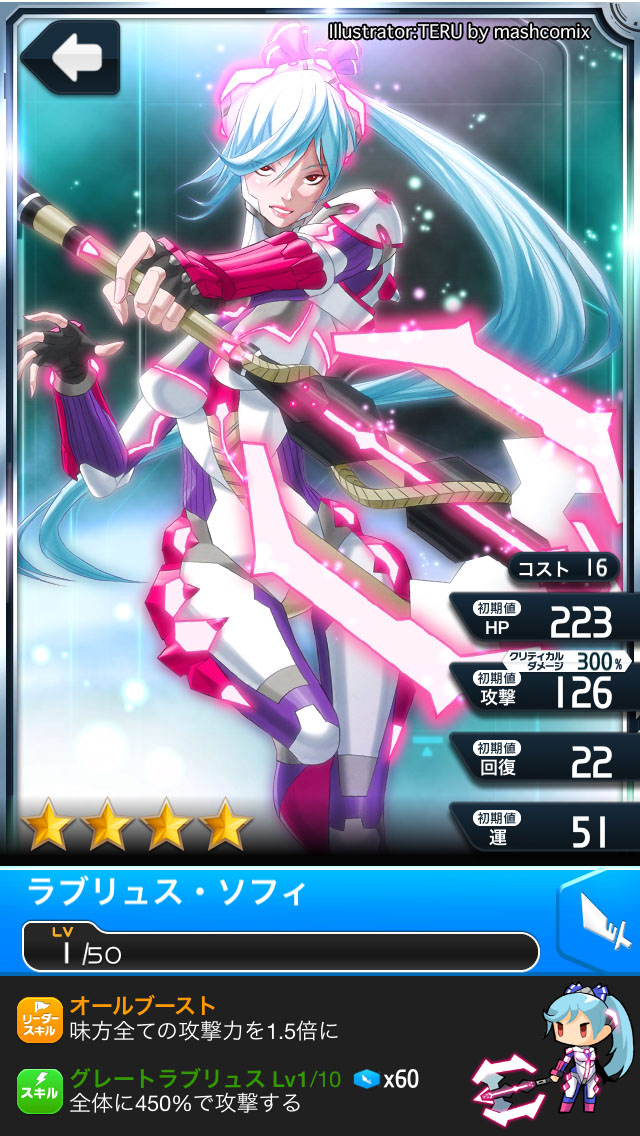 Illustrator:TERU by mashcomix
コスト 16
初期値
HP 223
クリティカル
ダメージ 300%
初期値
攻撃 126
初期値
回復 22
初期値
運 51
ラブリュス・ソフィ
LV
1/50
リーダースキル オールブースト
味方全ての攻撃力を1.5倍に
スキル グレートラブリュス Lv1/10 x60
全体に450%で攻撃する